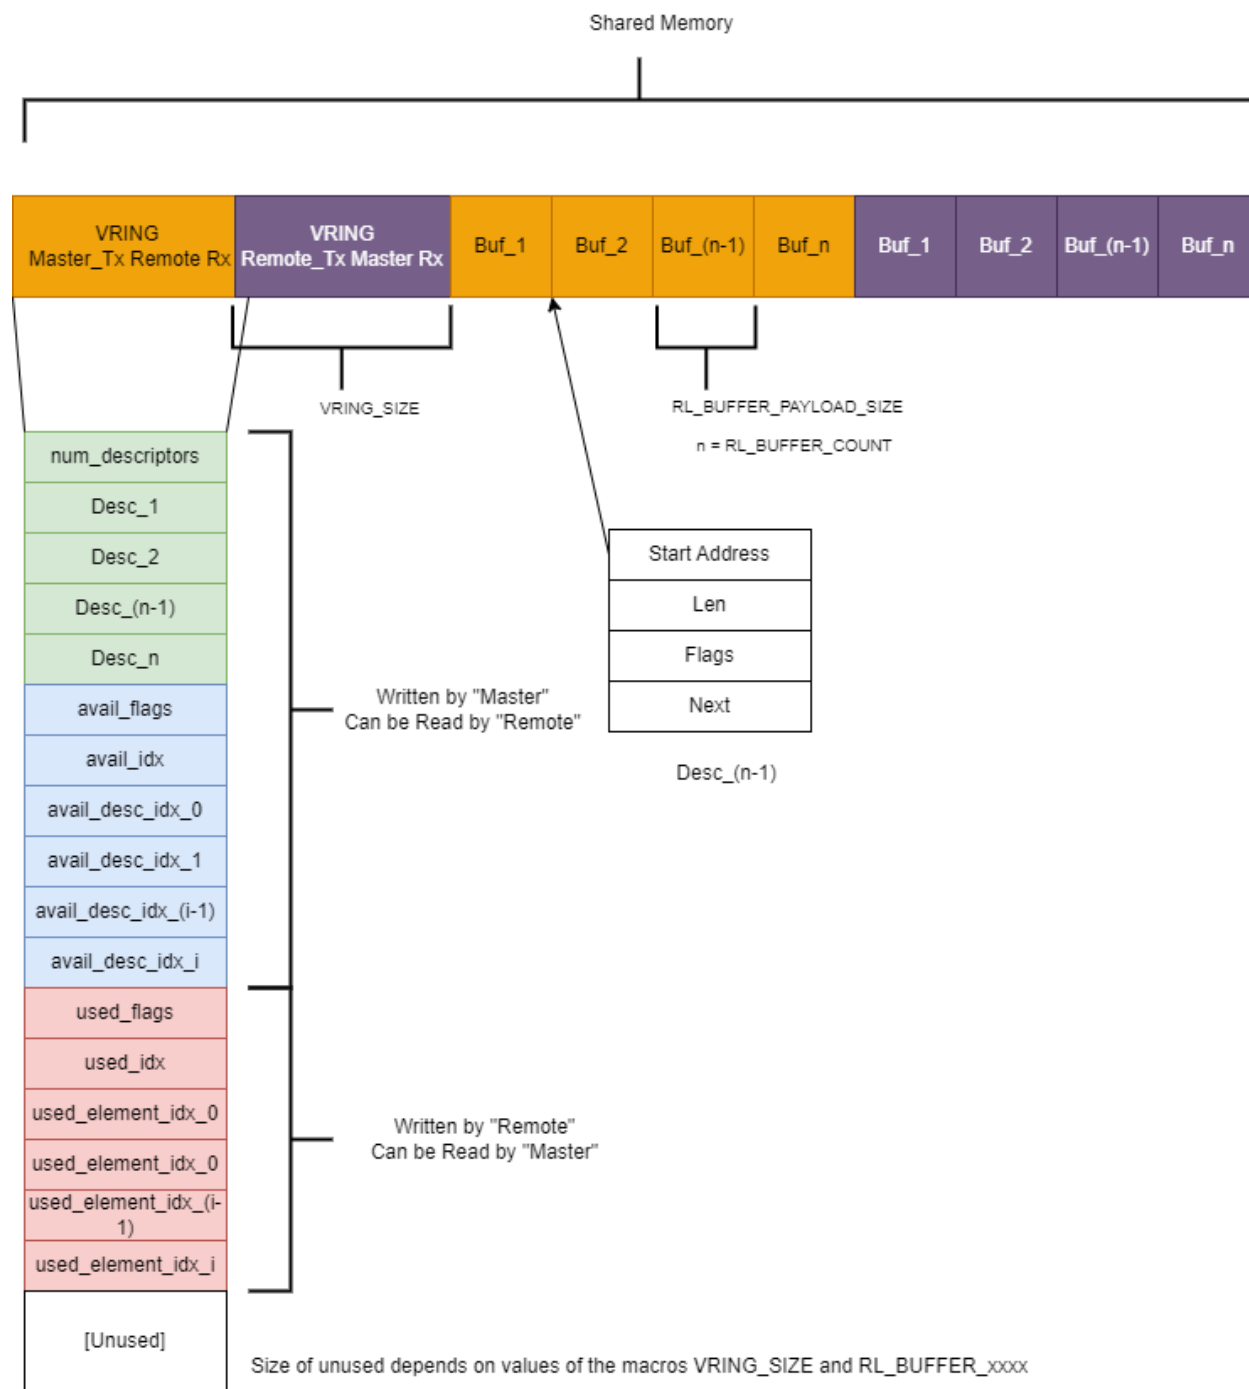 Shared Memory
VRING
Master_Tx Remote Rx
VRING
Remote_Tx Master Rx
Buf_1
Buf_2
Buf_(n-1)
Buf_n
Buf_1
Buf_2
Buf_(n-1)
Buf_n
VRING_SIZE
RL_BUFFER_PAYLOAD_SIZE
n = RL_BUFFER_COUNT
num_descriptors
Desc_1
Desc_2
Desc_(n-1)
Desc_n
avail_flags
avail_idx
avail_desc_idx_0
avail_desc_idx_1
avail_desc_idx_(i-1)
avail_desc_idx_i
used_flags
used_idx
used_element_idx_0
used_element_idx_0
used_element_idx_(i-
1)
used_element_idx_i
[Unused]
Written by "Master"
Can be Read by "Remote"
Start Address
Len
Flags
Next
Desc_(n-1)
Written by "Remote"
Can be Read by "Master"
Size of unused depends on values of the macros VRING_SIZE and RL_BUFFER_xxxx